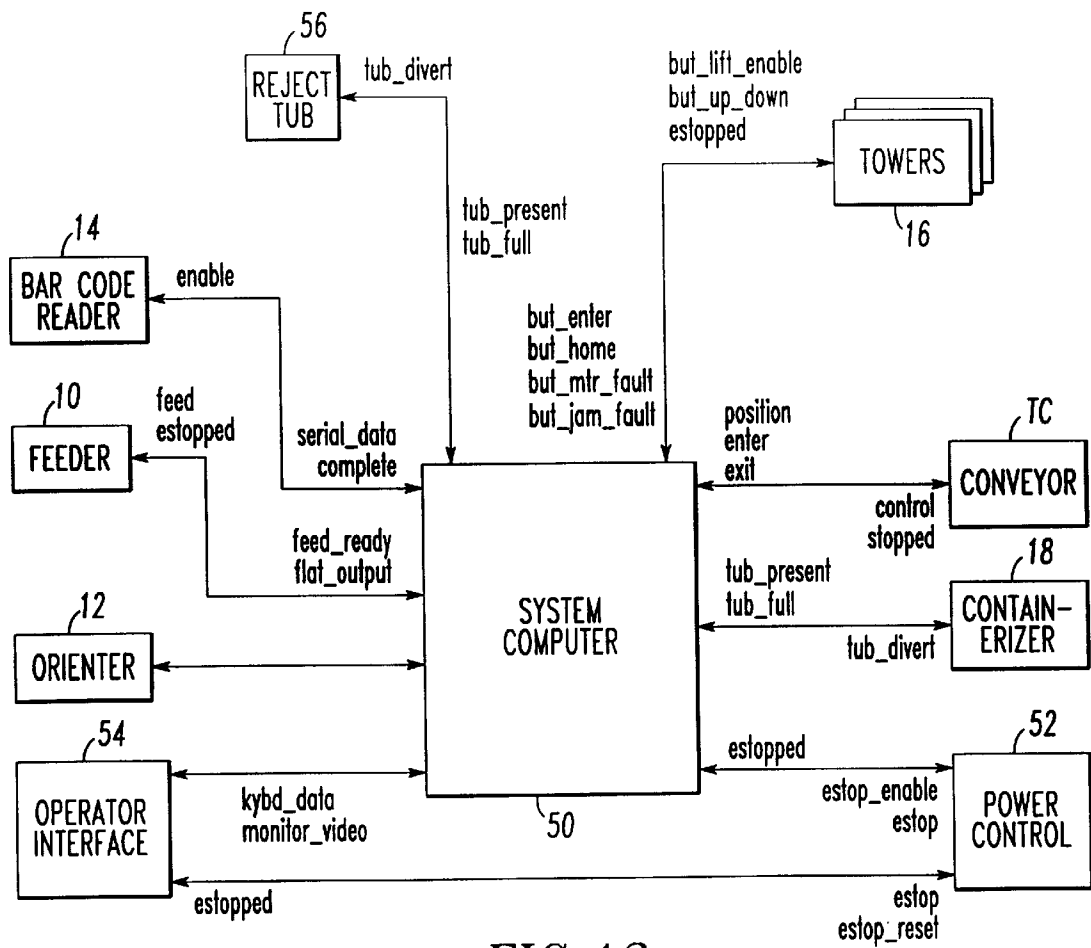 56
REJECT
TUB
tub_divert
but_lift_enable
but_up_down
estopped
TOWERS
16
tub_present
tub_full
14
BAR CODE
READER
enable
but_enter
but_home
but_mtr_fault
but_jam_fault
10
FEEDER
feed
estopped
serial_data
complete
position
enter
exit
TC
CONVEYOR
control
stopped
feed_ready
flat_output
SYSTEM
COMPUTER
tub_present
tub_full
18
CONTAIN-
ERIZER
tub_divert
12
ORIENTER
54
OPERATOR
INTERFACE
kybd_data
monitor_video
50
estopped
52
POWER
CONTROL
estop_enable
estop
estopped
estop
estop_reset